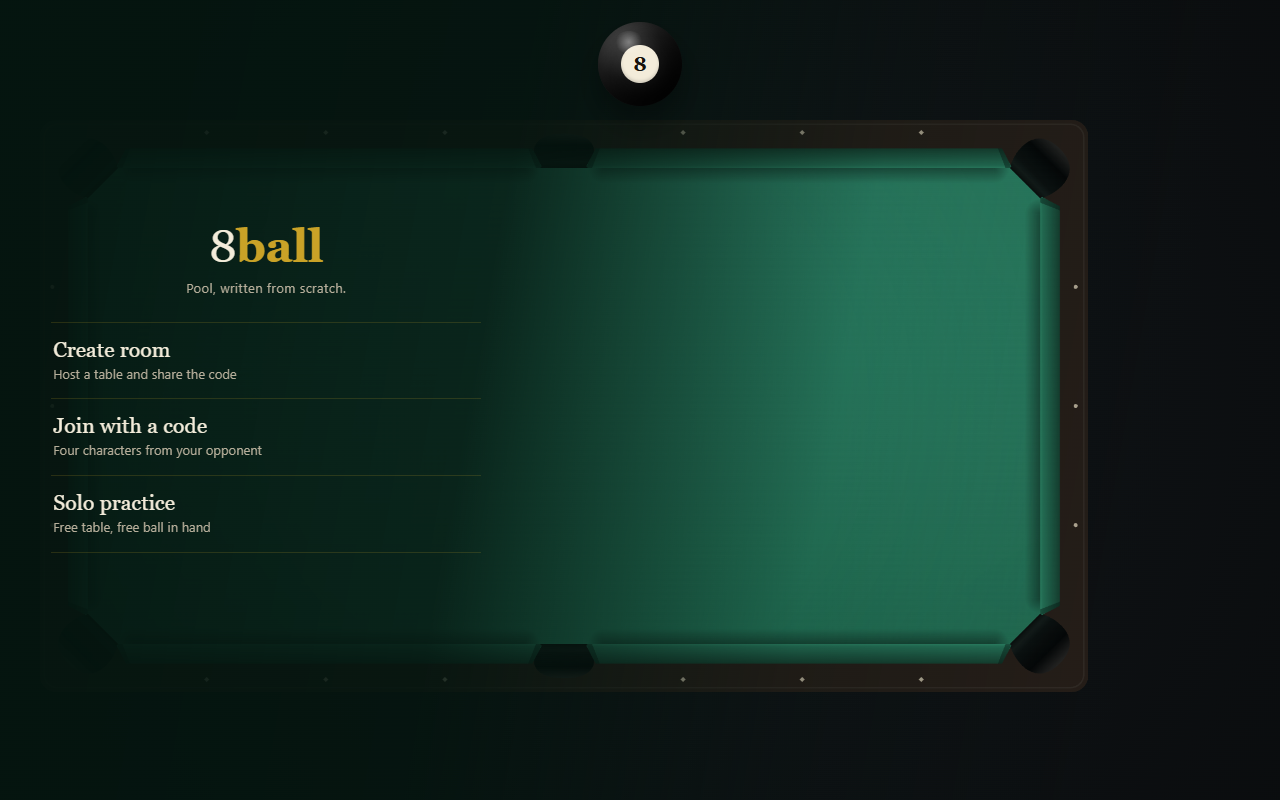 8
8ball
Pool, written from scratch.
Create room
Host a table and share the code
Join with a code
Four characters from your opponent
Solo practice
Free table, free ball in hand